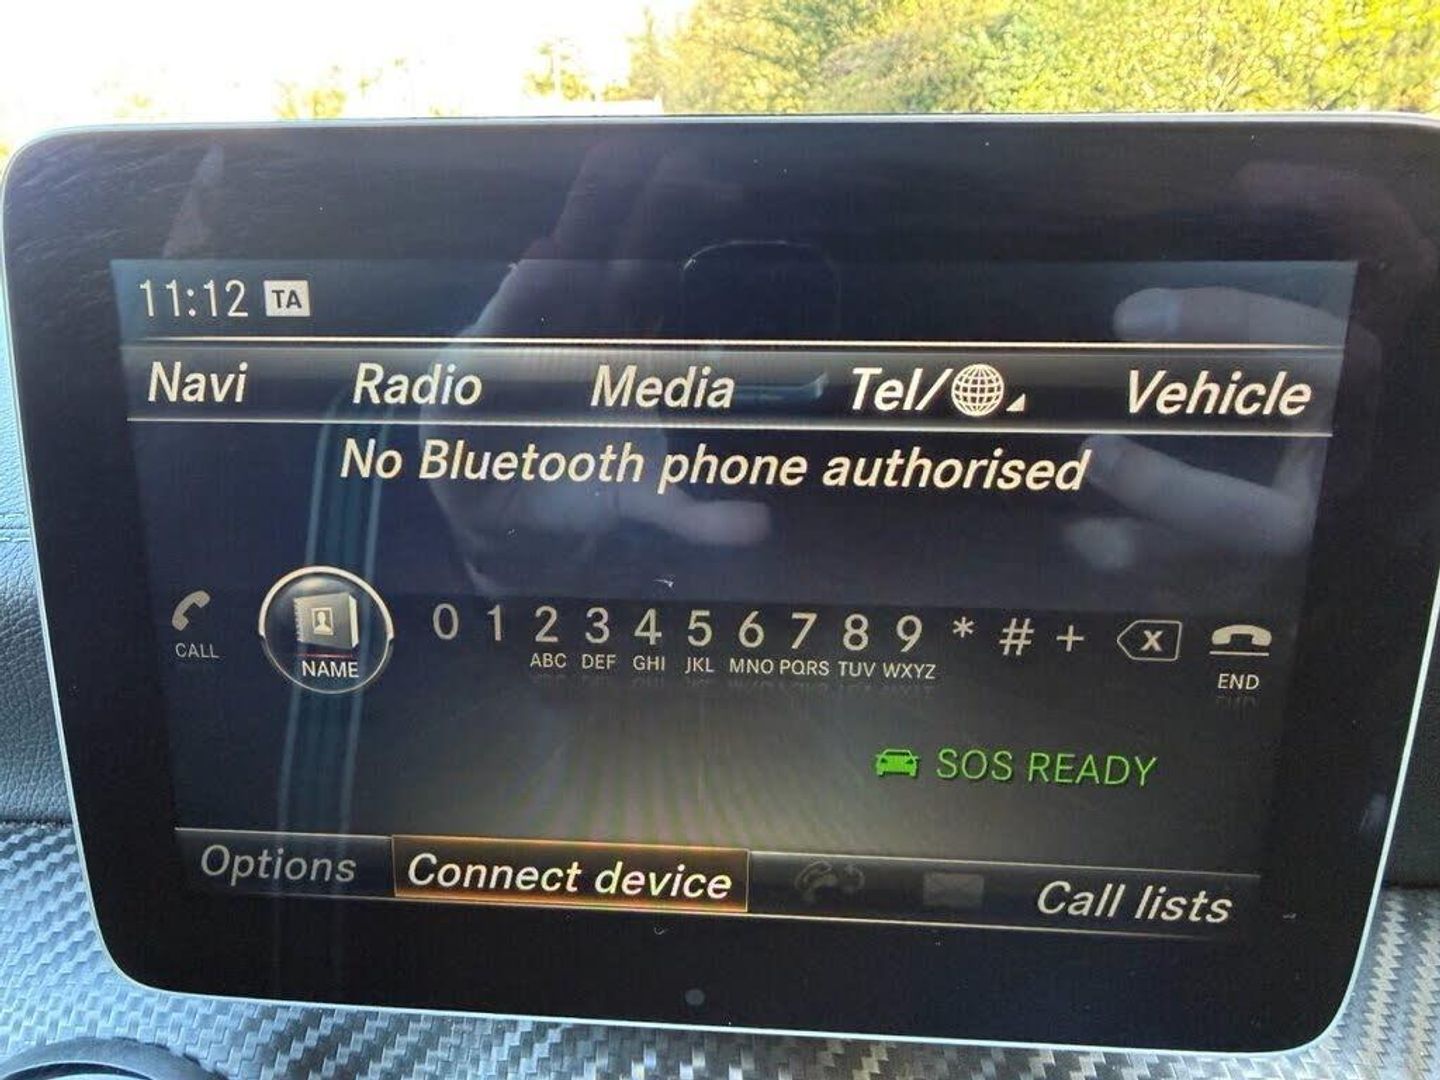 11:12 TA
Navi Radio Media Tel/ Vehicle
No Bluetooth phone authorised
0 1 2 3 4 5 6 7 8 9 * # + x
CALL NAME ABC DEF GHI JKL MNO PQRS TUV WXYZ END
SOS READY
Options Connect device Call lists